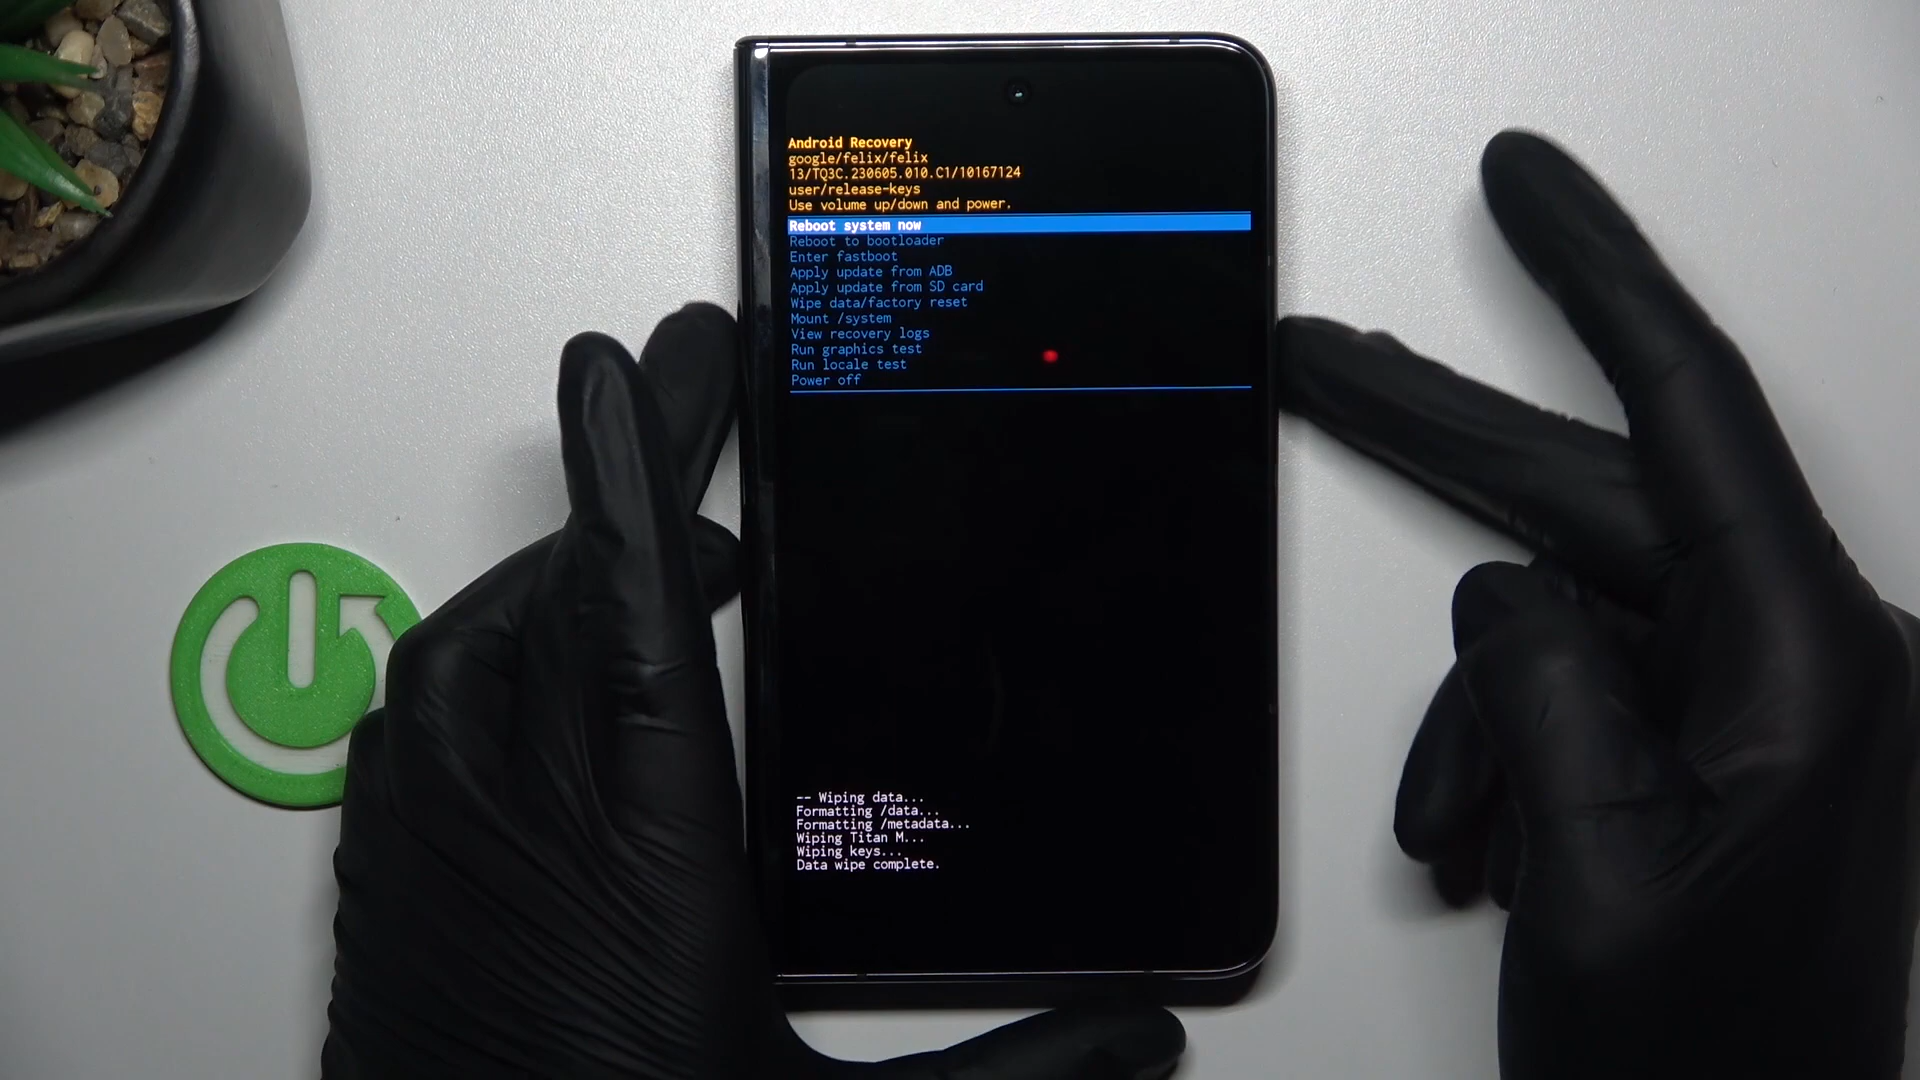 Android Recovery
google/felix/felix
13/TQ3C.230605.010.C1/10167124
user/release-keys
Use volume up/down and power.
Reboot system now
Reboot to bootloader
Enter fastboot
Apply update from ADB
Apply update from SD card
Wipe data/factory reset
Mount /system
View recovery logs
Run graphics test
Run locale test
Power off
-- Wiping data...
Formatting /data...
Formatting /metadata...
Wiping Titan M...
Wiping keys...
Data wipe complete.